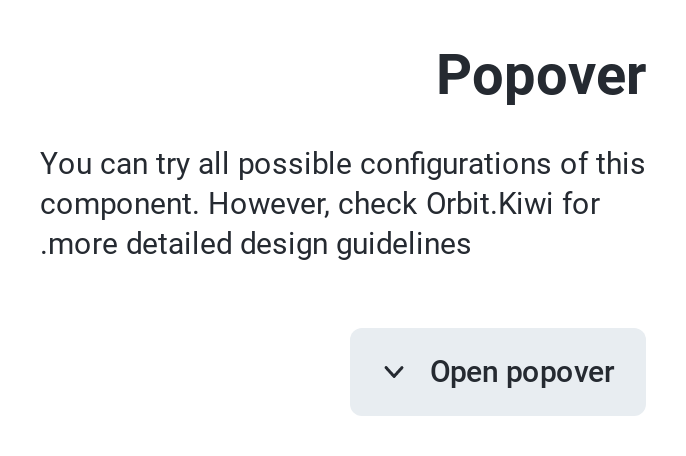 Popover
You can try all possible configurations of this
component. However, check Orbit.Kiwi for
.more detailed design guidelines
Open popover